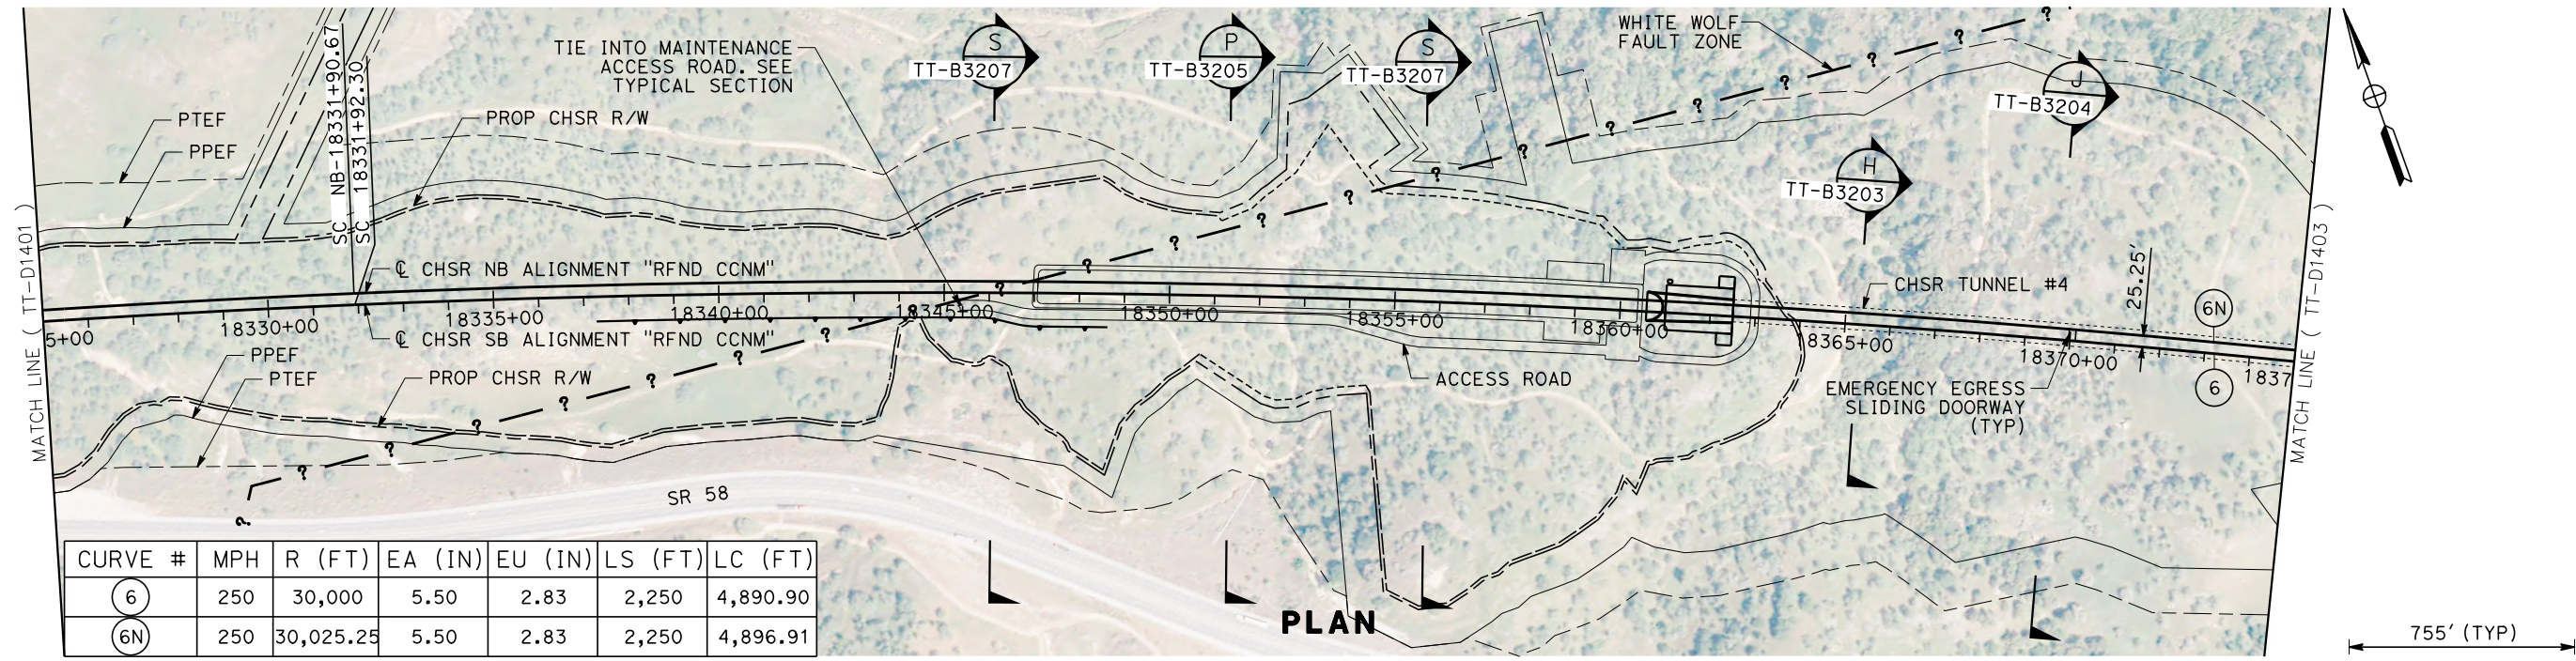 S
TT-B3207
P
TT-B3205
S
TT-B3207
WHITE WOLF
FAULT ZONE
J
TT-B3204
H
TT-B3203
TIE INTO MAINTENANCE
ACCESS ROAD. SEE
TYPICAL SECTION
SC NB-18331+90.67
SC 18331+92.30
PTEF
PPEF
PROP CHSR R/W
MATCH LINE ( TT-D1401 )
℄ CHSR NB ALIGNMENT "RFND CCNM"
5+00
18330+00
18335+00
18340+00
18345+00
18350+00
18355+00
18360+00
18365+00
18370+00
1837
℄ CHSR SB ALIGNMENT "RFND CCNM"
CHSR TUNNEL #4
25.25'
6N
6
MATCH LINE ( TT-D1403 )
PPEF
PTEF
PROP CHSR R/W
ACCESS ROAD
EMERGENCY EGRESS
SLIDING DOORWAY
(TYP)
? ? ? ? ? ? ? ? ? ? ? ? ? ? ? ? ? ? ? ? ? ?
SR 58
CURVE # MPH R (FT) EA (IN) EU (IN) LS (FT) LC (FT)
6 250 30,000 5.50 2.83 2,250 4,890.90
6N 250 30,025.25 5.50 2.83 2,250 4,896.91
PLAN
755' (TYP)